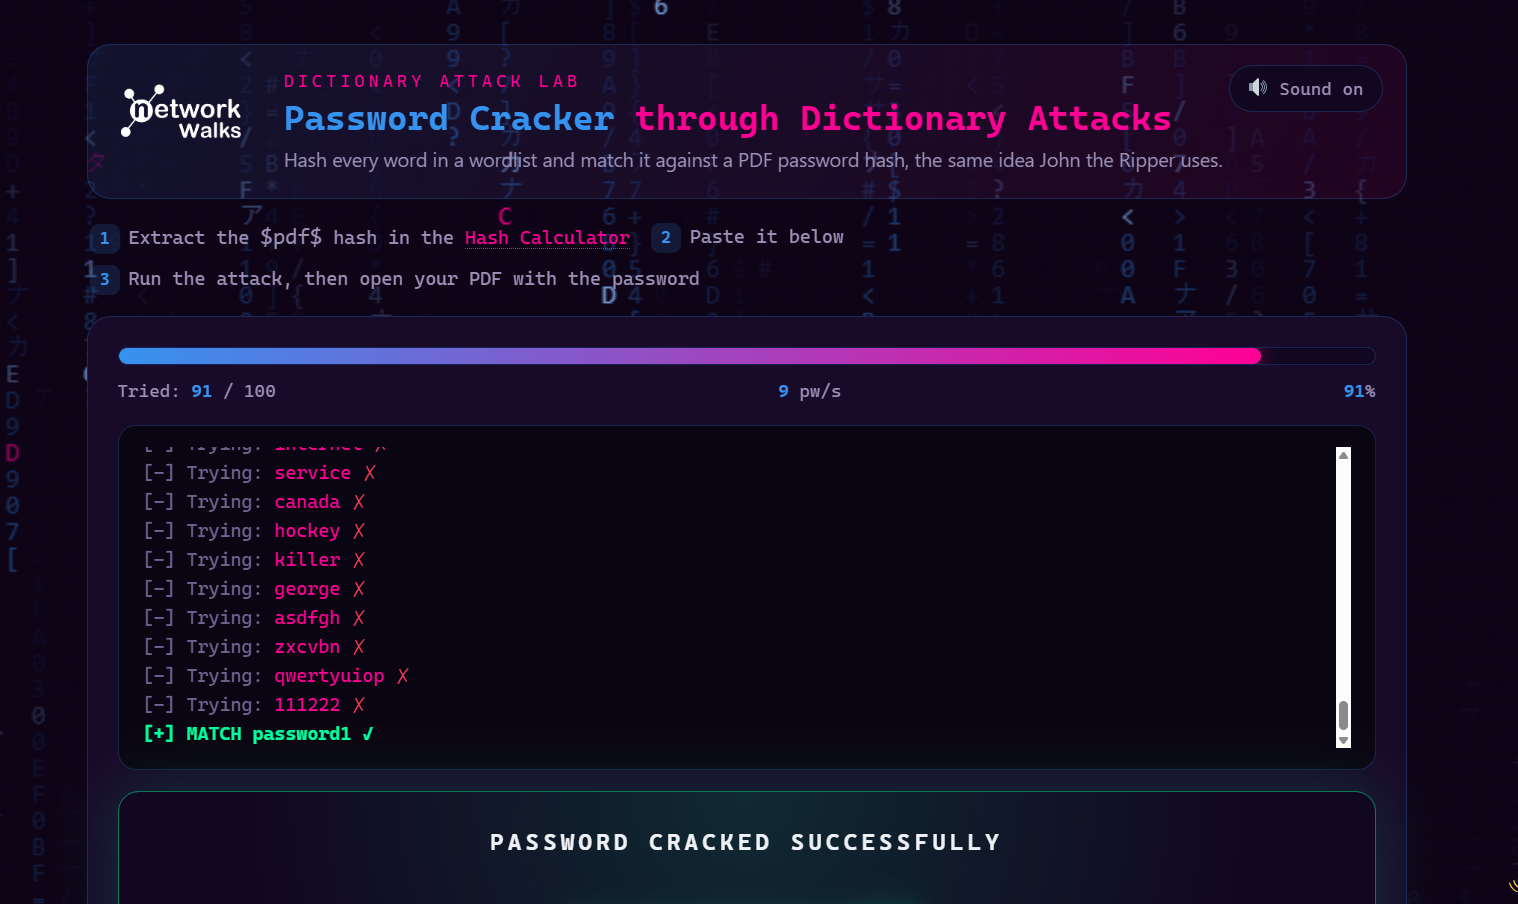 network
Walks
DICTIONARY ATTACK LAB
Password Cracker through Dictionary Attacks
Hash every word in a wordlist and match it against a PDF password hash, the same idea John the Ripper uses.
Sound on
1 Extract the $pdf$ hash in the Hash Calculator 2 Paste it below
3 Run the attack, then open your PDF with the password
Tried: 91 / 100
9 pw/s
91%
[-] Trying: internet ✗
[-] Trying: service ✗
[-] Trying: canada ✗
[-] Trying: hockey ✗
[-] Trying: killer ✗
[-] Trying: george ✗
[-] Trying: asdfgh ✗
[-] Trying: zxcvbn ✗
[-] Trying: qwertyuiop ✗
[-] Trying: 111222 ✗
[+] MATCH password1 ✓
PASSWORD CRACKED SUCCESSFULLY